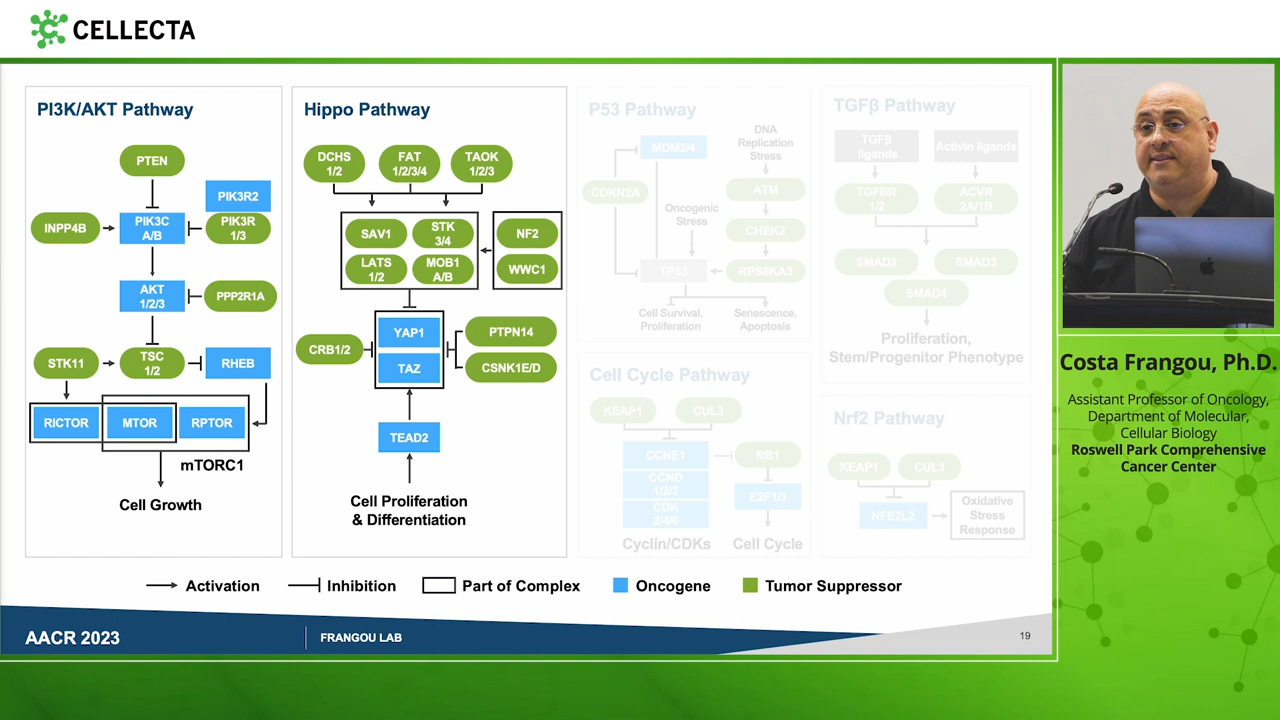 CELLECTA
PI3K/AKT Pathway
PTEN
PIK3R2
INPP4B
PIK3C
A/B
PIK3R
1/3
AKT
1/2/3
PPP2R1A
STK11
TSC
1/2
RHEB
RICTOR
MTOR
RPTOR
mTORC1
Cell Growth
Hippo Pathway
DCHS
1/2
FAT
1/2/3/4
TAOK
1/2/3
SAV1
STK
3/4
LATS
1/2
MOB1
A/B
NF2
WWC1
CRB1/2
YAP1
TAZ
PTPN14
CSNK1E/D
TEAD2
Cell Proliferation
& Differentiation
P53 Pathway
MDM2/4
DNA
Replication
Stress
CDKN2A
ATM
Oncogenic
Stress
CHEK2
TP53
RPS6KA3
Cell Survival,
Proliferation
Senescence,
Apoptosis
Cell Cycle Pathway
KEAP1
CUL3
CCNE1
RB1
CCND
1/2/3
CDK
2/4/6
E2F1/3
Cyclin/CDKs
Cell Cycle
TGFβ Pathway
TGFβ
ligands
Activin ligands
TGFBR
1/2
ACVR
2A/1B
SMAD2
SMAD3
SMAD4
Proliferation,
Stem/Progenitor Phenotype
Nrf2 Pathway
KEAP1
CUL3
NFE2L2
Oxidative
Stress
Response
Activation
Inhibition
Part of Complex
Oncogene
Tumor Suppressor
AACR 2023
FRANGOU LAB
19
Costa Frangou, Ph.D.
Assistant Professor of Oncology,
Department of Molecular,
Cellular Biology
Roswell Park Comprehensive
Cancer Center